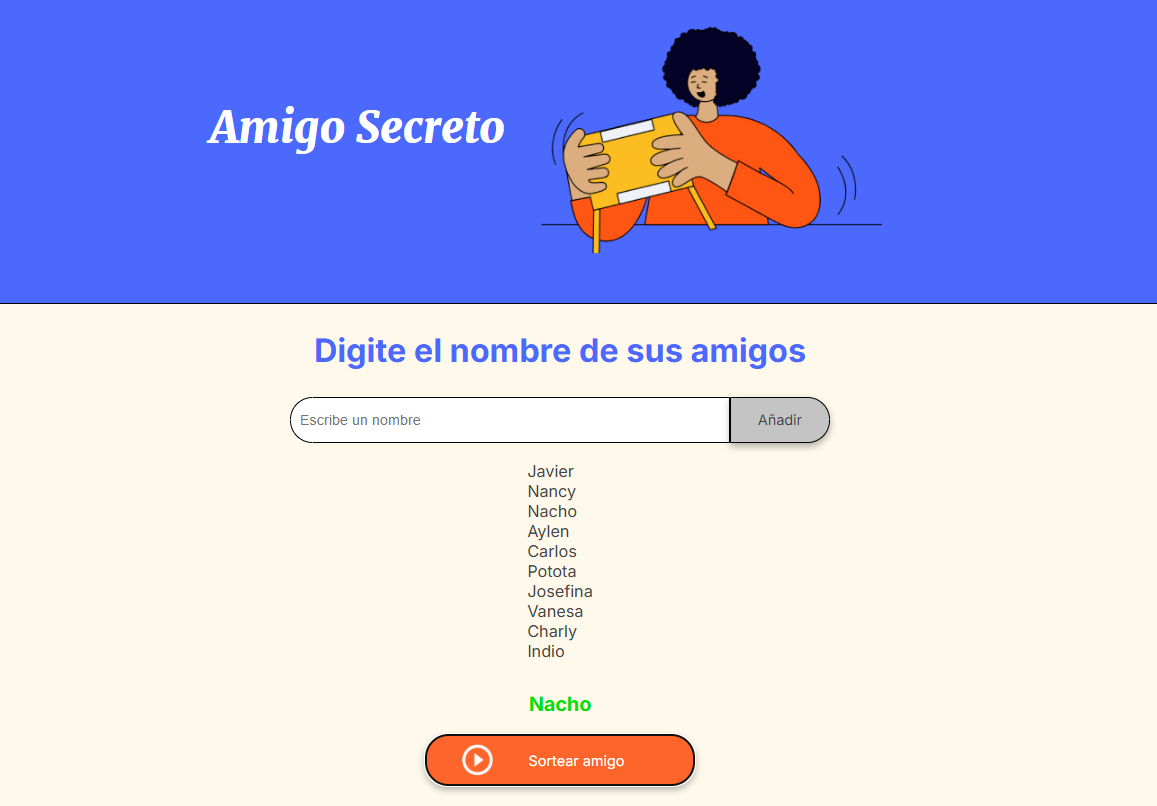 Amigo Secreto
Digite el nombre de sus amigos
Escribe un nombre
Añadir
Javier
Nancy
Nacho
Aylen
Carlos
Potota
Josefina
Vanesa
Charly
Indio
Nacho
Sortear amigo